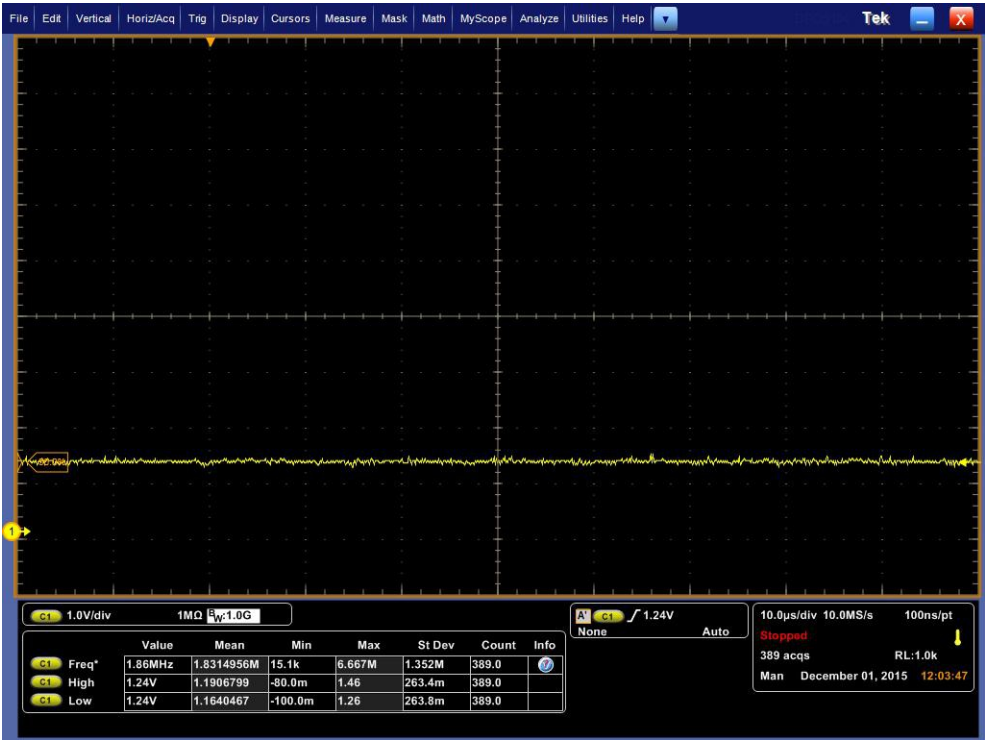 File Edit Vertical Horiz/Acq Trig Display Cursors Measure Mask Math MyScope Analyze Utilities Help Tek X
1
C1 1.0V/div 1MΩ BW:1.0G
A' C1 1.24V
None Auto
10.0µs/div 10.0MS/s 100ns/pt
Stopped
389 acqs RL:1.0k
Man December 01, 2015 12:03:47
Value Mean Min Max St Dev Count Info
C1 Freq* 1.86MHz 1.8314956M 15.1k 6.667M 1.352M 389.0
C1 High 1.24V 1.1906799 -80.0m 1.46 263.4m 389.0
C1 Low 1.24V 1.1640467 -100.0m 1.26 263.8m 389.0